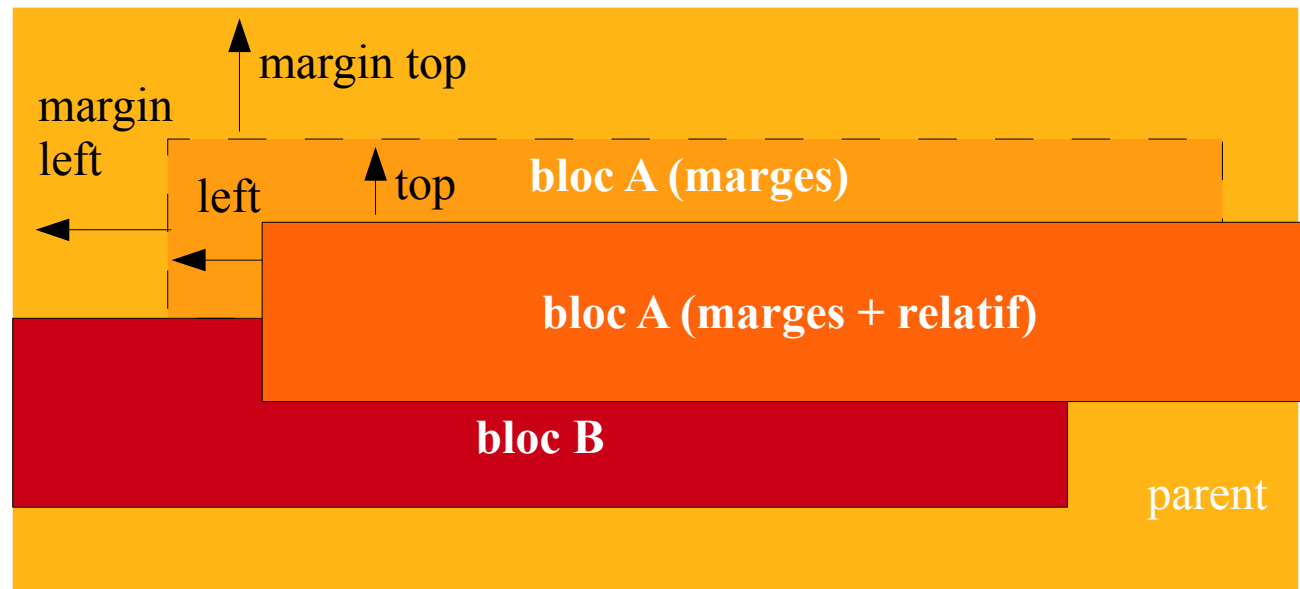 margin top
margin
left
bloc A (marges)
left
top
bloc A (marges + relatif)
bloc B
parent